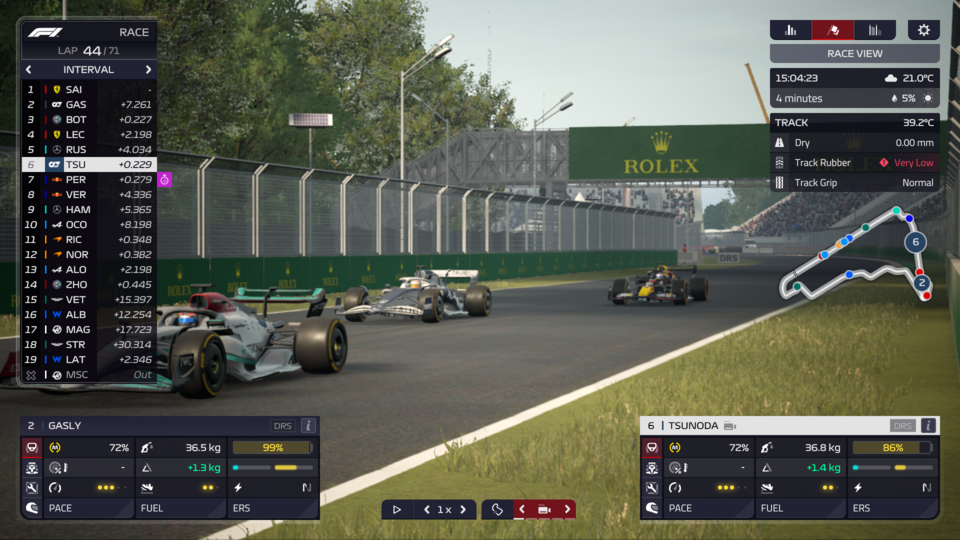 F1 RACE
LAP 44/71
INTERVAL
1 SAI -
2 GAS +7.261
3 BOT +0.227
4 LEC +2.198
5 RUS +4.034
6 TSU +0.229
7 PER +0.279
8 VER +4.336
9 HAM +5.365
10 OCO +8.198
11 RIC +0.348
12 NOR +0.382
13 ALO +2.198
14 ZHO +0.445
15 VET +15.397
16 ALB +12.254
17 MAG +17.723
18 STR +30.314
19 LAT +2.346
MSC Out
RACE VIEW
15:04:23 21.0°C
4 minutes 5%
TRACK 39.2°C
Dry 0.00 mm
Track Rubber Very Low
Track Grip Normal
6
2
ROLEX
DRS
ROLEX
2 GASLY DRS i
M 72% 36.5 kg 99%
- +1.3 kg
N
PACE FUEL ERS
6 TSUNODA DRS i
M 72% 36.8 kg 86%
- +1.4 kg
N
PACE FUEL ERS
1x